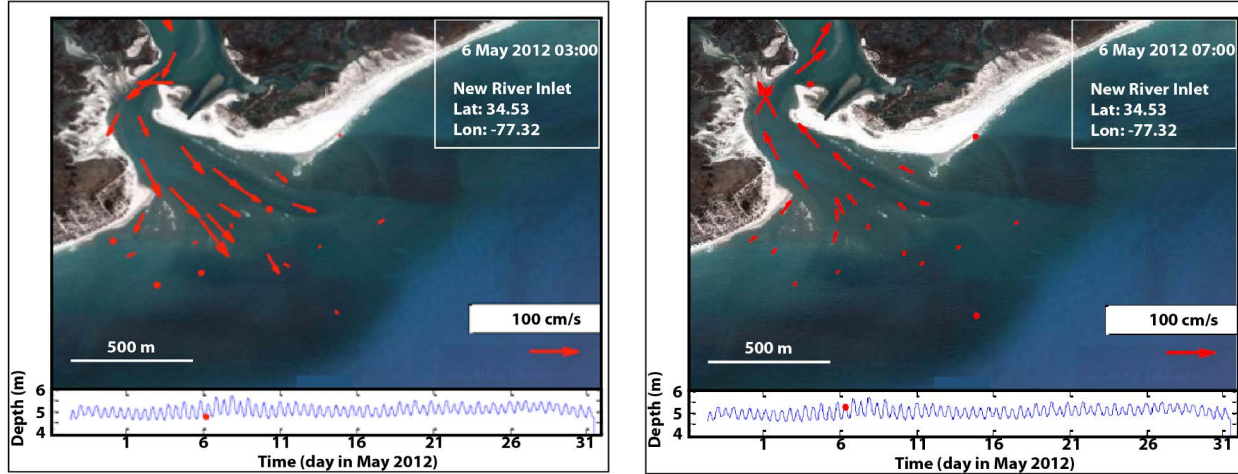 6 May 2012 03:00
New River Inlet
Lat: 34.53
Lon: -77.32
100 cm/s
500 m
Depth (m)
6
5
4
1
6
11
16
21
26
31
Time (day in May 2012)
6 May 2012 07:00
New River Inlet
Lat: 34.53
Lon: -77.32
100 cm/s
500 m
Depth (m)
6
5
4
1
6
11
16
21
26
31
Time (day in May 2012)